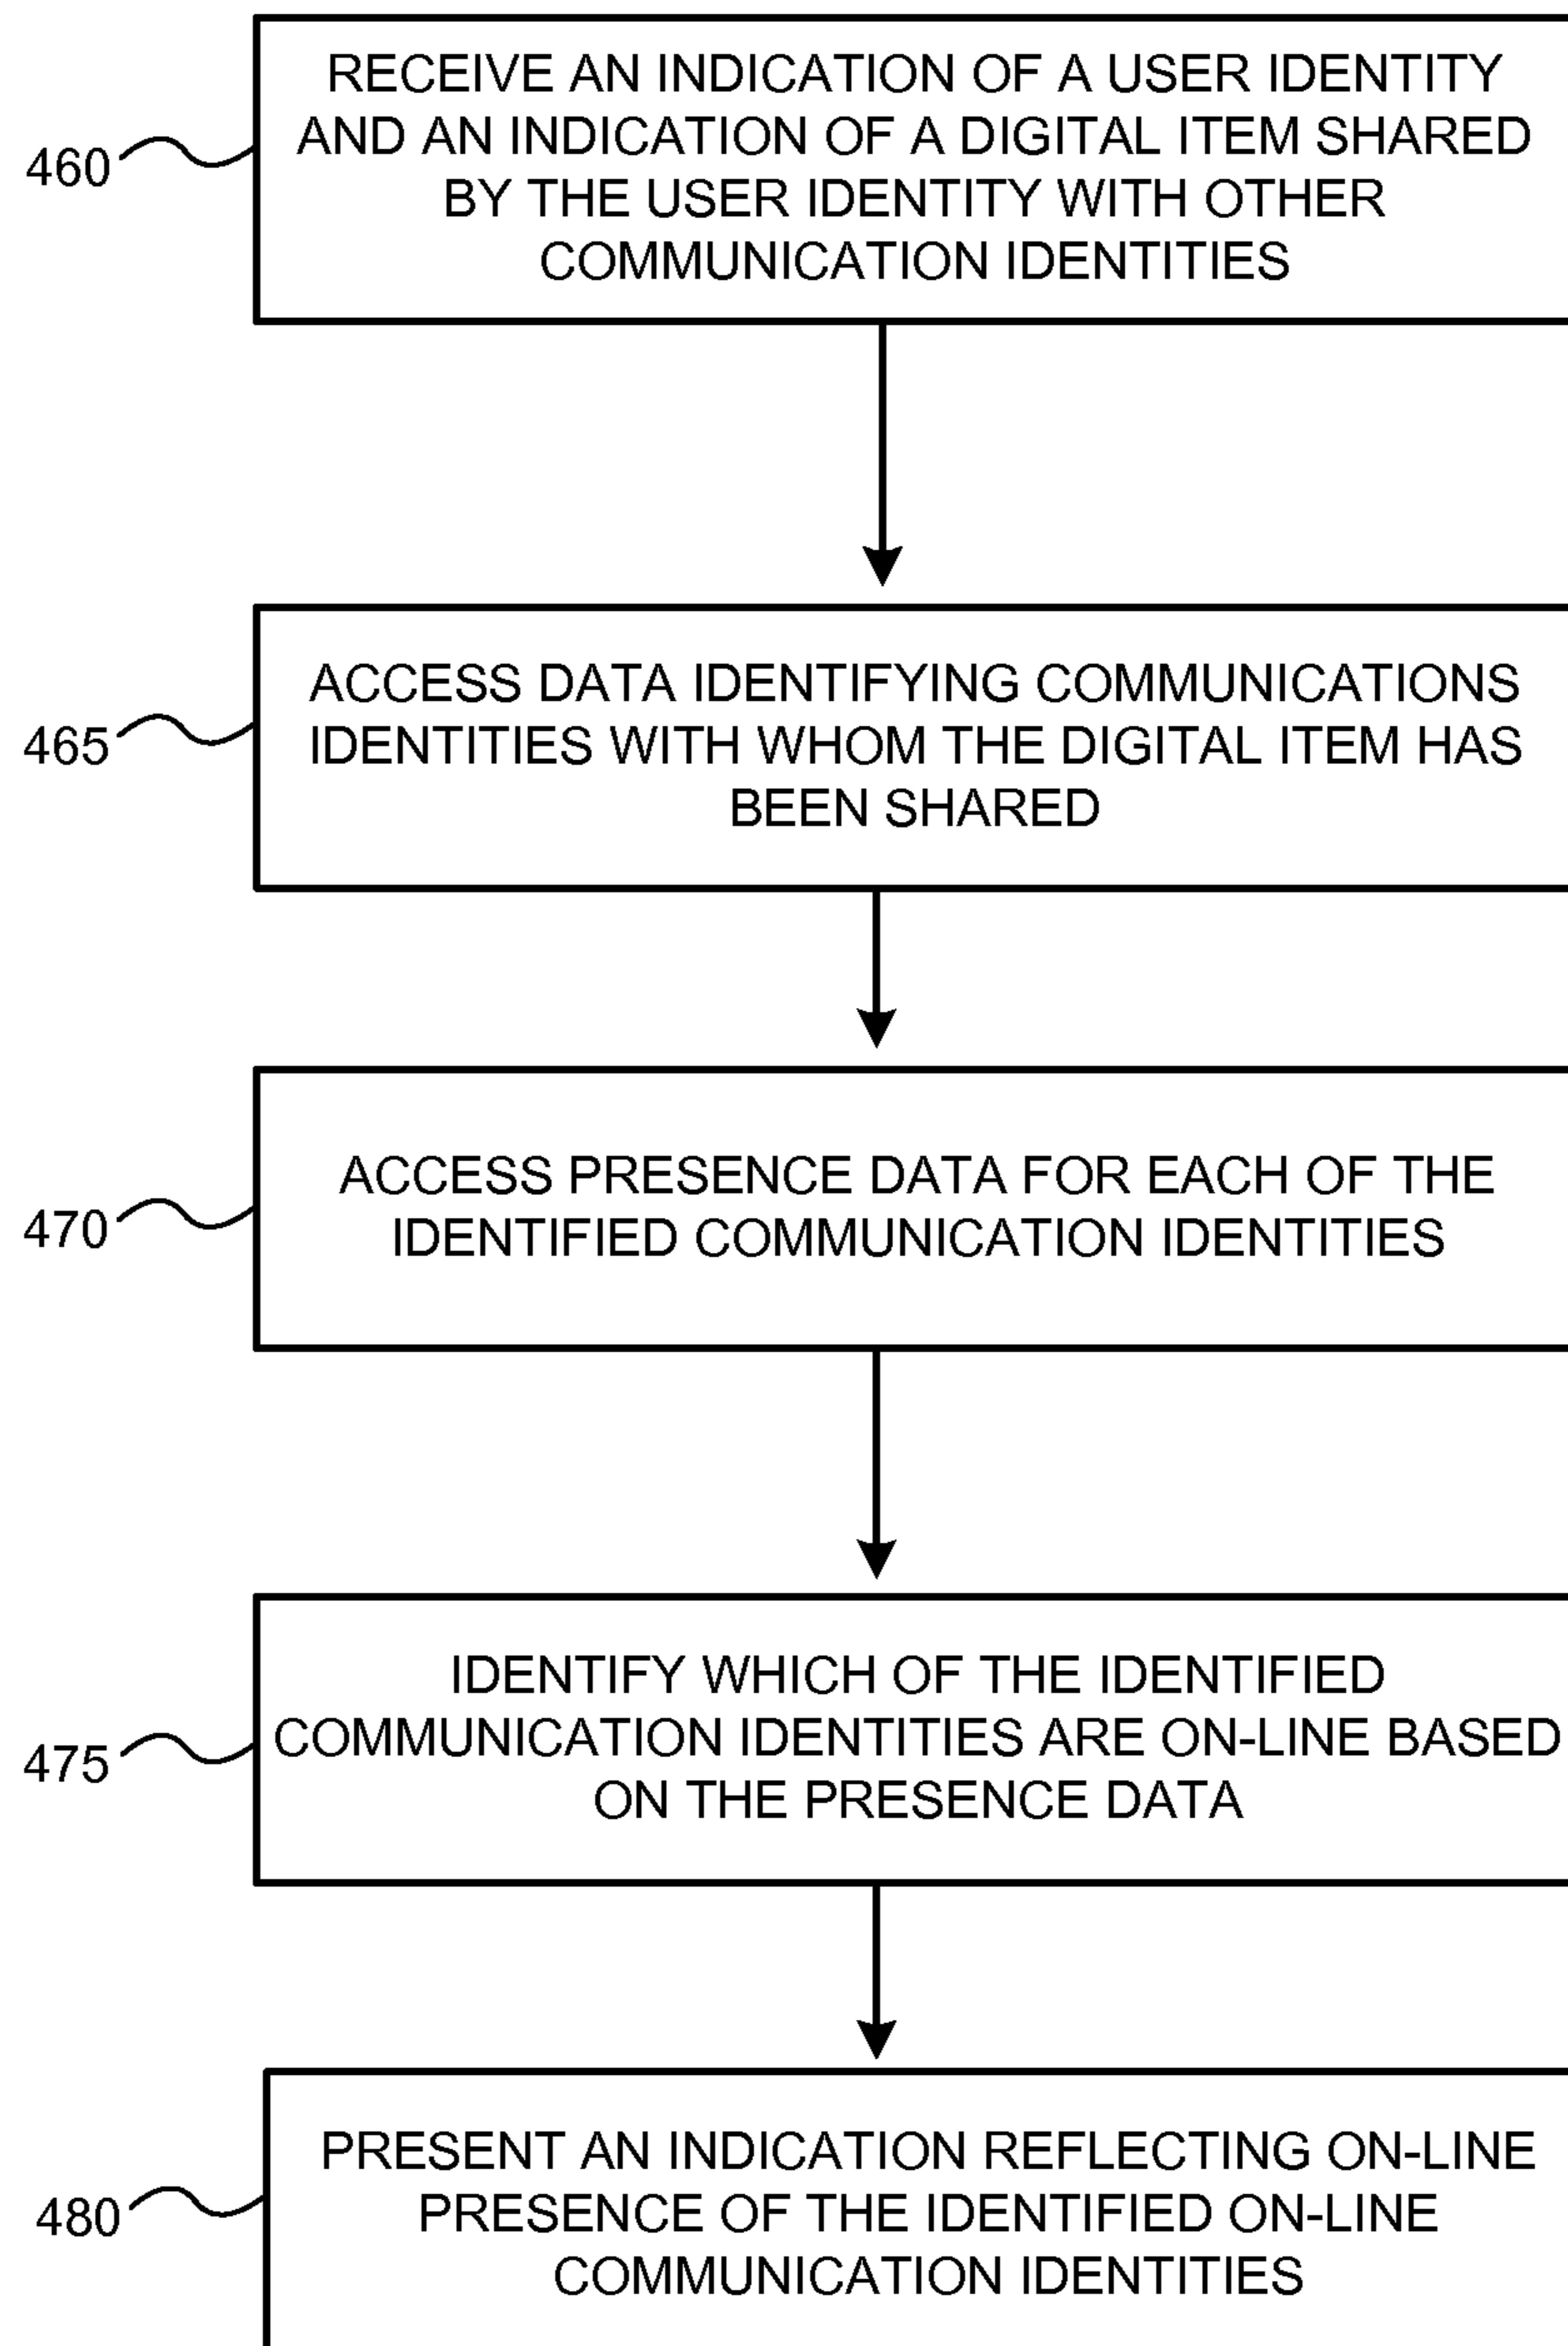 RECEIVE AN INDICATION OF A USER IDENTITY
AND AN INDICATION OF A DIGITAL ITEM SHARED
BY THE USER IDENTITY WITH OTHER
COMMUNICATION IDENTITIES
460
ACCESS DATA IDENTIFYING COMMUNICATIONS
IDENTITIES WITH WHOM THE DIGITAL ITEM HAS
BEEN SHARED
465
ACCESS PRESENCE DATA FOR EACH OF THE
IDENTIFIED COMMUNICATION IDENTITIES
470
IDENTIFY WHICH OF THE IDENTIFIED
COMMUNICATION IDENTITIES ARE ON-LINE BASED
ON THE PRESENCE DATA
475
PRESENT AN INDICATION REFLECTING ON-LINE
PRESENCE OF THE IDENTIFIED ON-LINE
COMMUNICATION IDENTITIES
480